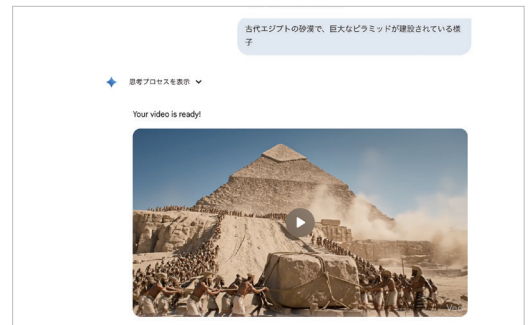 古代エジプトの砂漠で、巨大なピラミッドが建設されている様
子
思考プロセスを表示
Your video is ready!
Veo